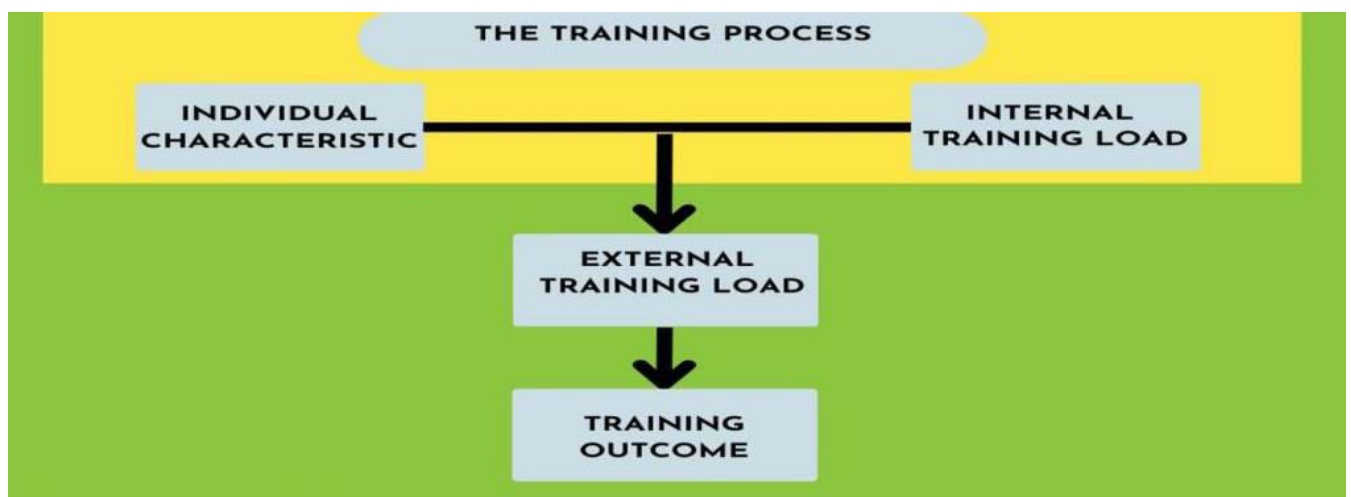 THE TRAINING PROCESS
INDIVIDUAL
CHARACTERISTIC
INTERNAL
TRAINING LOAD
EXTERNAL
TRAINING LOAD
TRAINING
OUTCOME